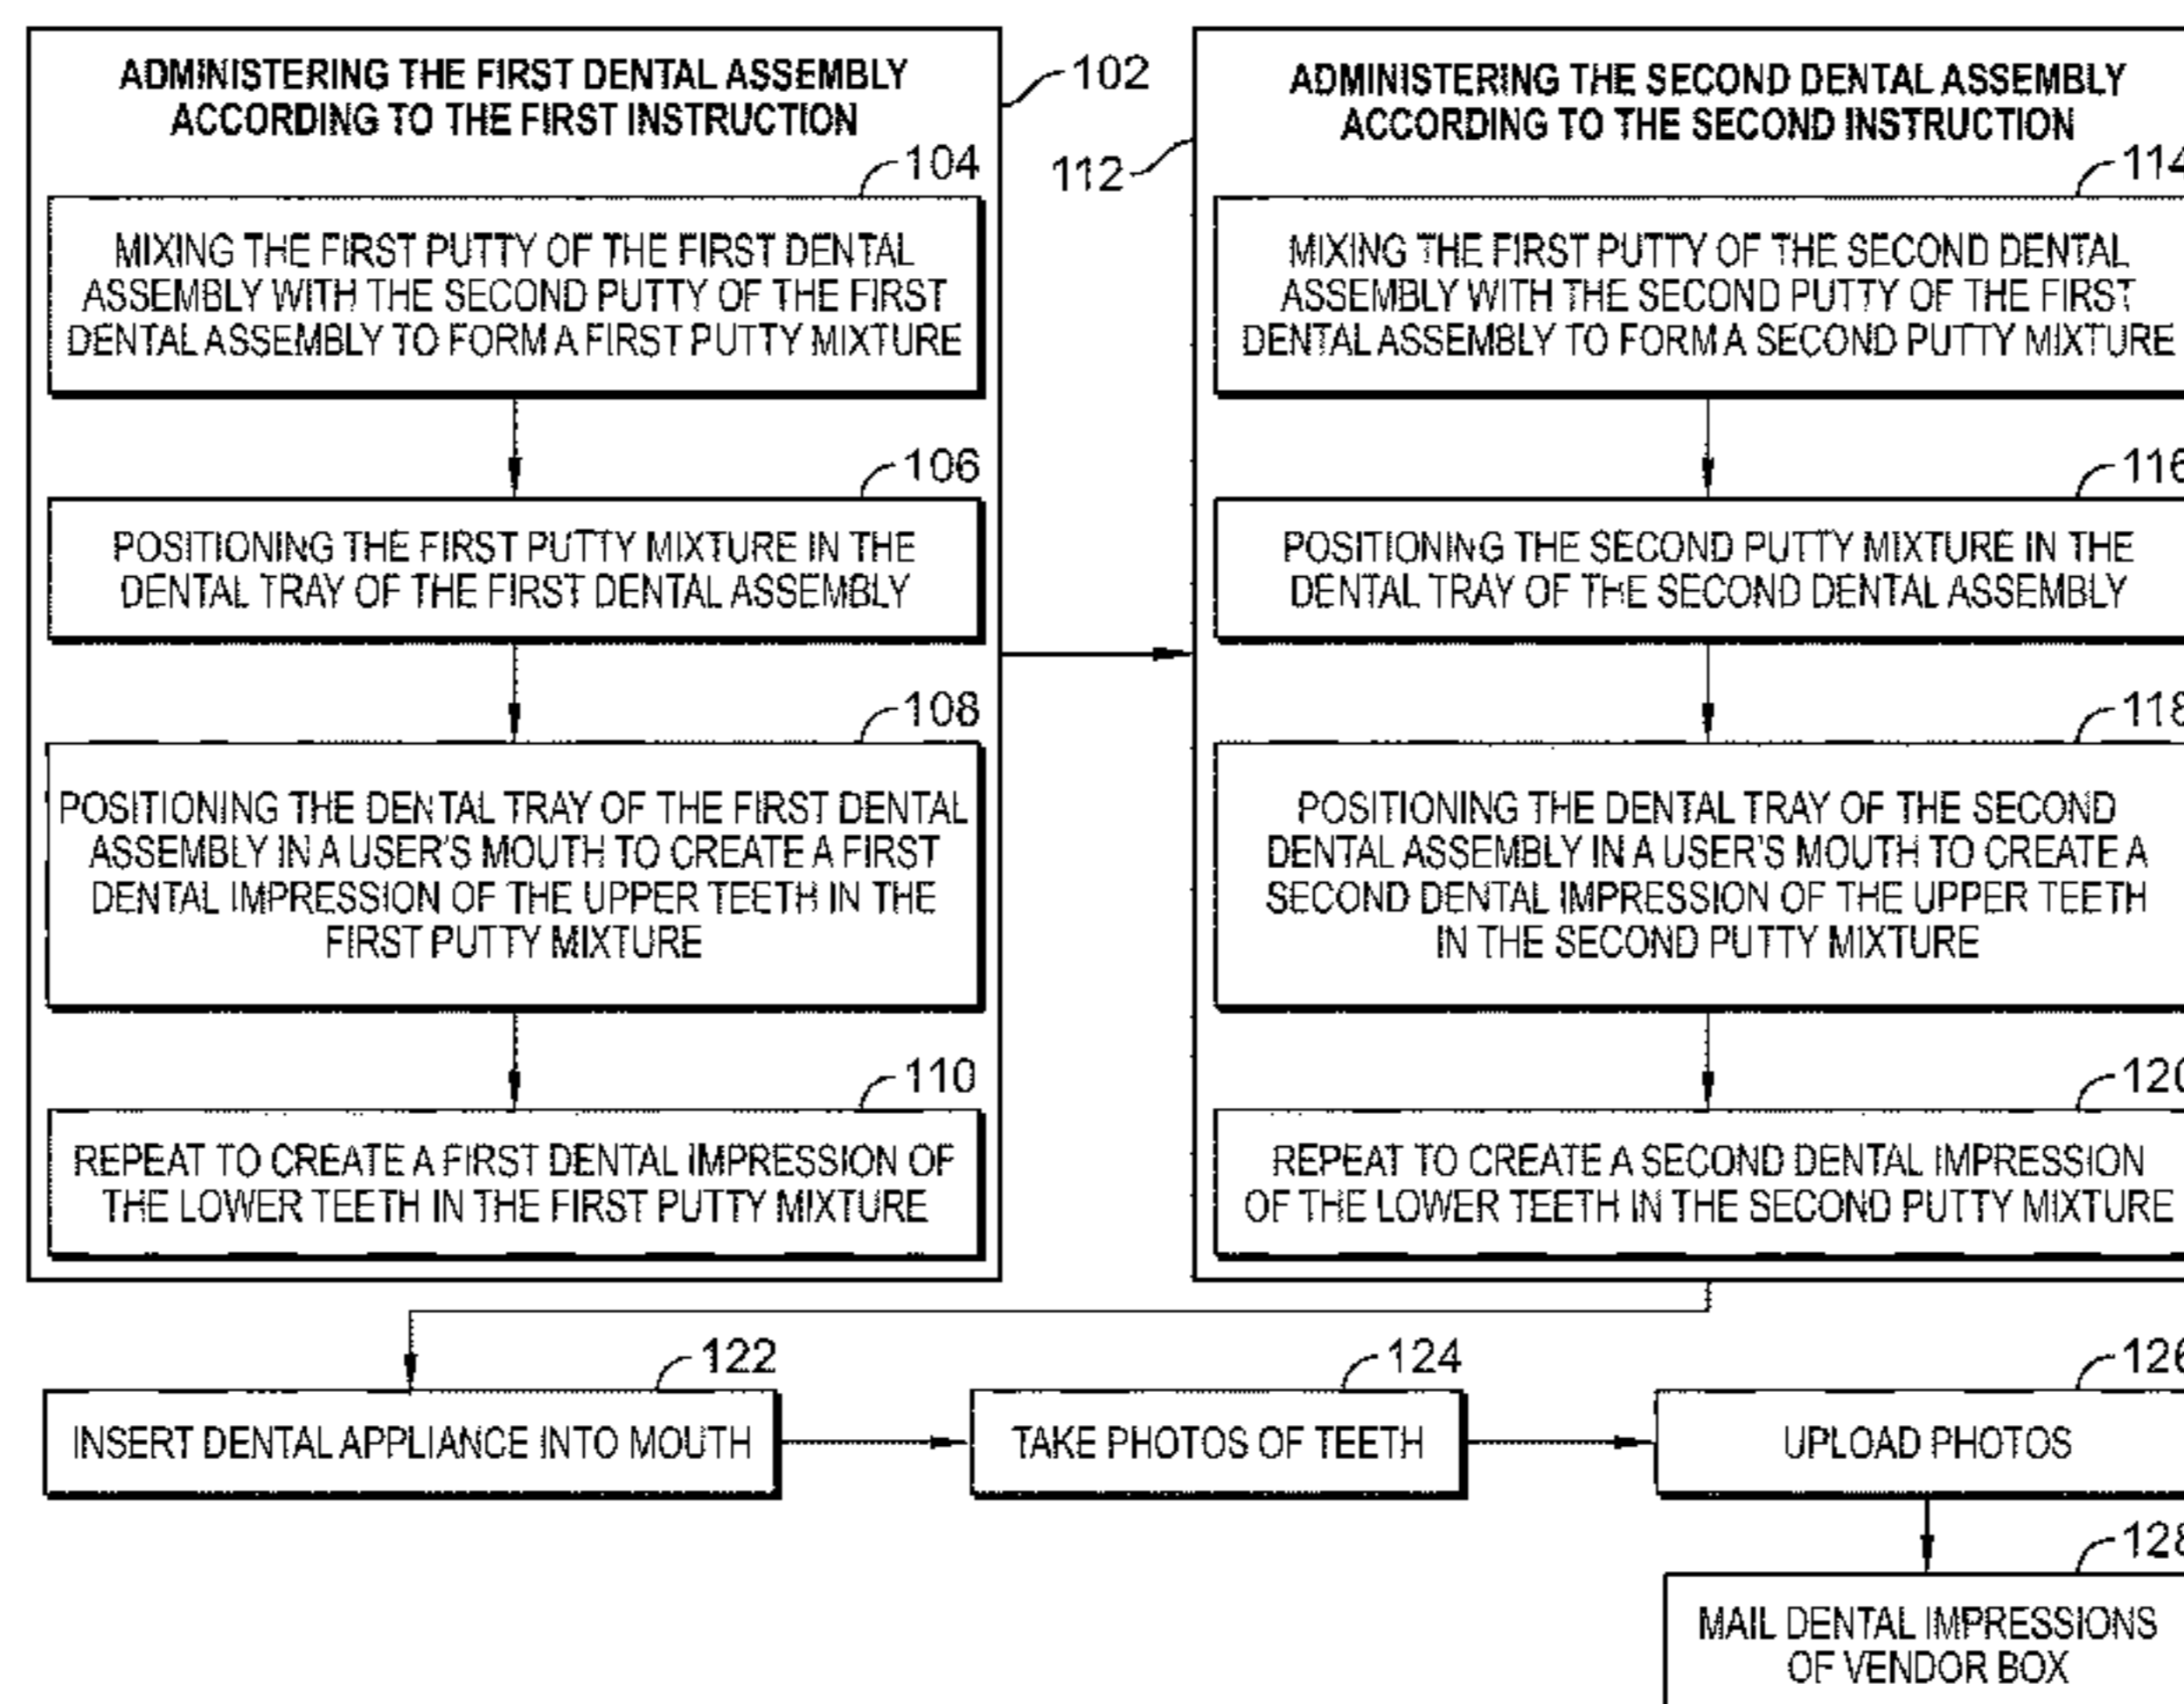 ADMINISTERING THE FIRST DENTAL ASSEMBLY
ACCORDING TO THE FIRST INSTRUCTION
102
104
MIXING THE FIRST PUTTY OF THE FIRST DENTAL
ASSEMBLY WITH THE SECOND PUTTY OF THE FIRST
DENTAL ASSEMBLY TO FORM A FIRST PUTTY MIXTURE
106
POSITIONING THE FIRST PUTTY MIXTURE IN THE
DENTAL TRAY OF THE FIRST DENTAL ASSEMBLY
108
POSITIONING THE DENTAL TRAY OF THE FIRST DENTAL
ASSEMBLY IN A USER'S MOUTH TO CREATE A FIRST
DENTAL IMPRESSION OF THE UPPER TEETH IN THE
FIRST PUTTY MIXTURE
110
REPEAT TO CREATE A FIRST DENTAL IMPRESSION OF
THE LOWER TEETH IN THE FIRST PUTTY MIXTURE
ADMINISTERING THE SECOND DENTAL ASSEMBLY
ACCORDING TO THE SECOND INSTRUCTION
112
114
MIXING THE FIRST PUTTY OF THE SECOND DENTAL
ASSEMBLY WITH THE SECOND PUTTY OF THE FIRST
DENTAL ASSEMBLY TO FORM A SECOND PUTTY MIXTURE
116
POSITIONING THE SECOND PUTTY MIXTURE IN THE
DENTAL TRAY OF THE SECOND DENTAL ASSEMBLY
118
POSITIONING THE DENTAL TRAY OF THE SECOND
DENTAL ASSEMBLY IN A USER'S MOUTH TO CREATE A
SECOND DENTAL IMPRESSION OF THE UPPER TEETH
IN THE SECOND PUTTY MIXTURE
120
REPEAT TO CREATE A SECOND DENTAL IMPRESSION
OF THE LOWER TEETH IN THE SECOND PUTTY MIXTURE
122
INSERT DENTAL APPLIANCE INTO MOUTH
124
TAKE PHOTOS OF TEETH
126
UPLOAD PHOTOS
128
MAIL DENTAL IMPRESSIONS
OF VENDOR BOX